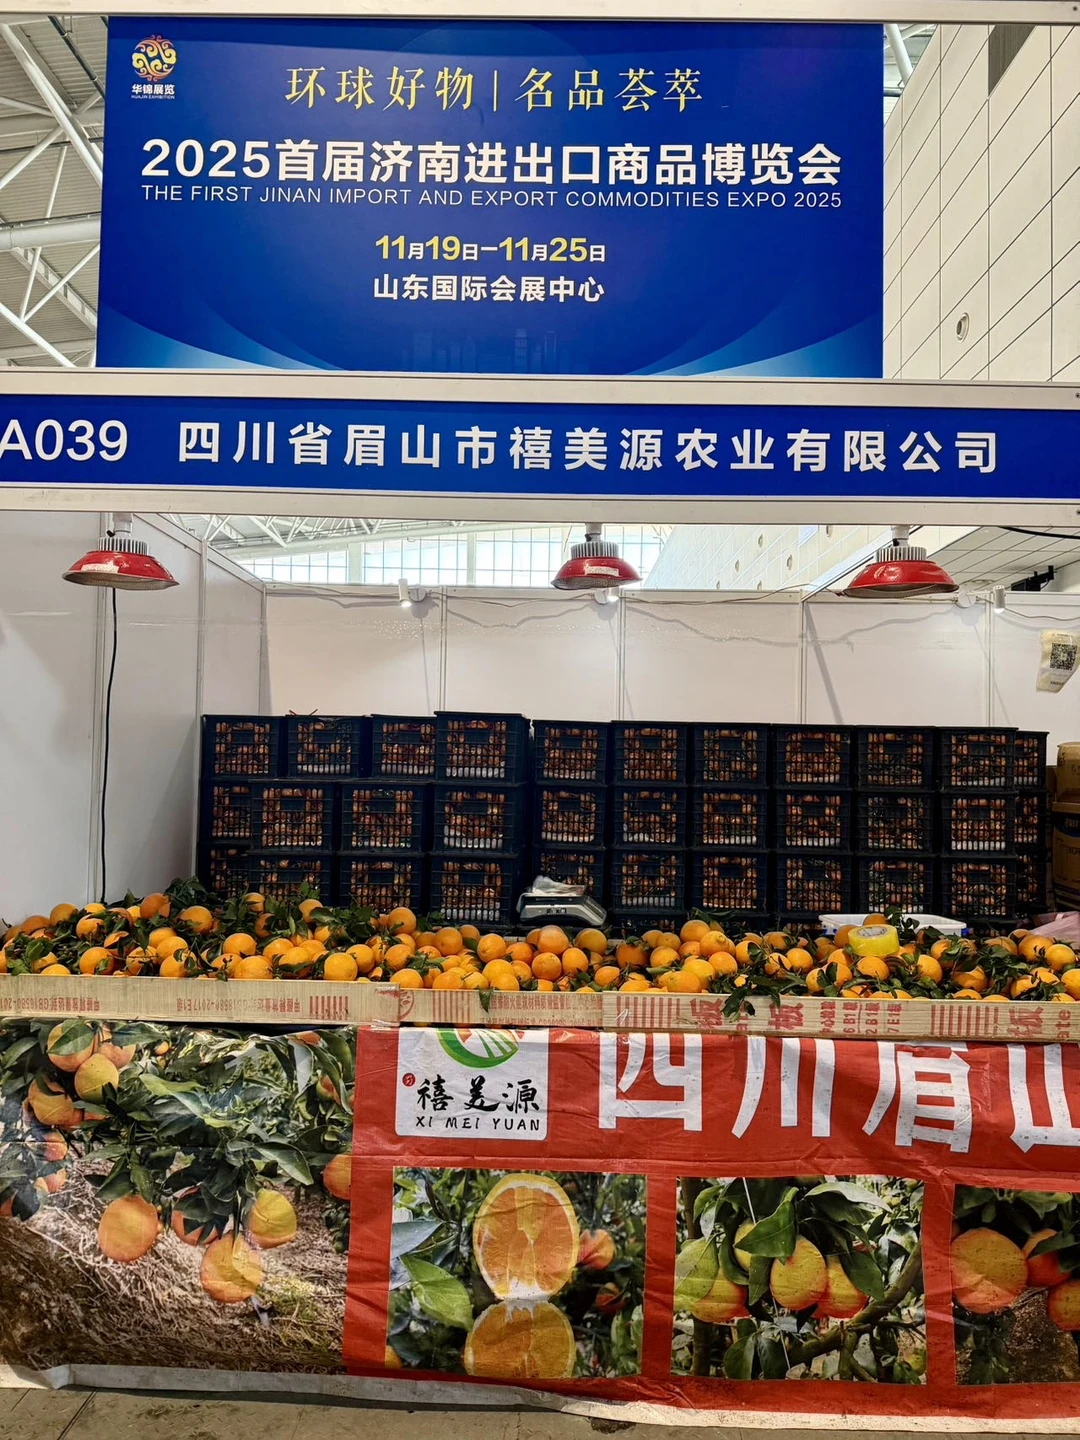 华锦展览
HUAJIN EXHIBITION
环球好物|名品荟萃
2025首届济南进出口商品博览会
THE FIRST JINAN IMPORT AND EXPORT COMMODITIES EXPO 2025
11月19日-11月25日
山东国际会展中心
A039 四川省眉山市禧美源农业有限公司
禧美源
XI MEI YUAN
四川眉山